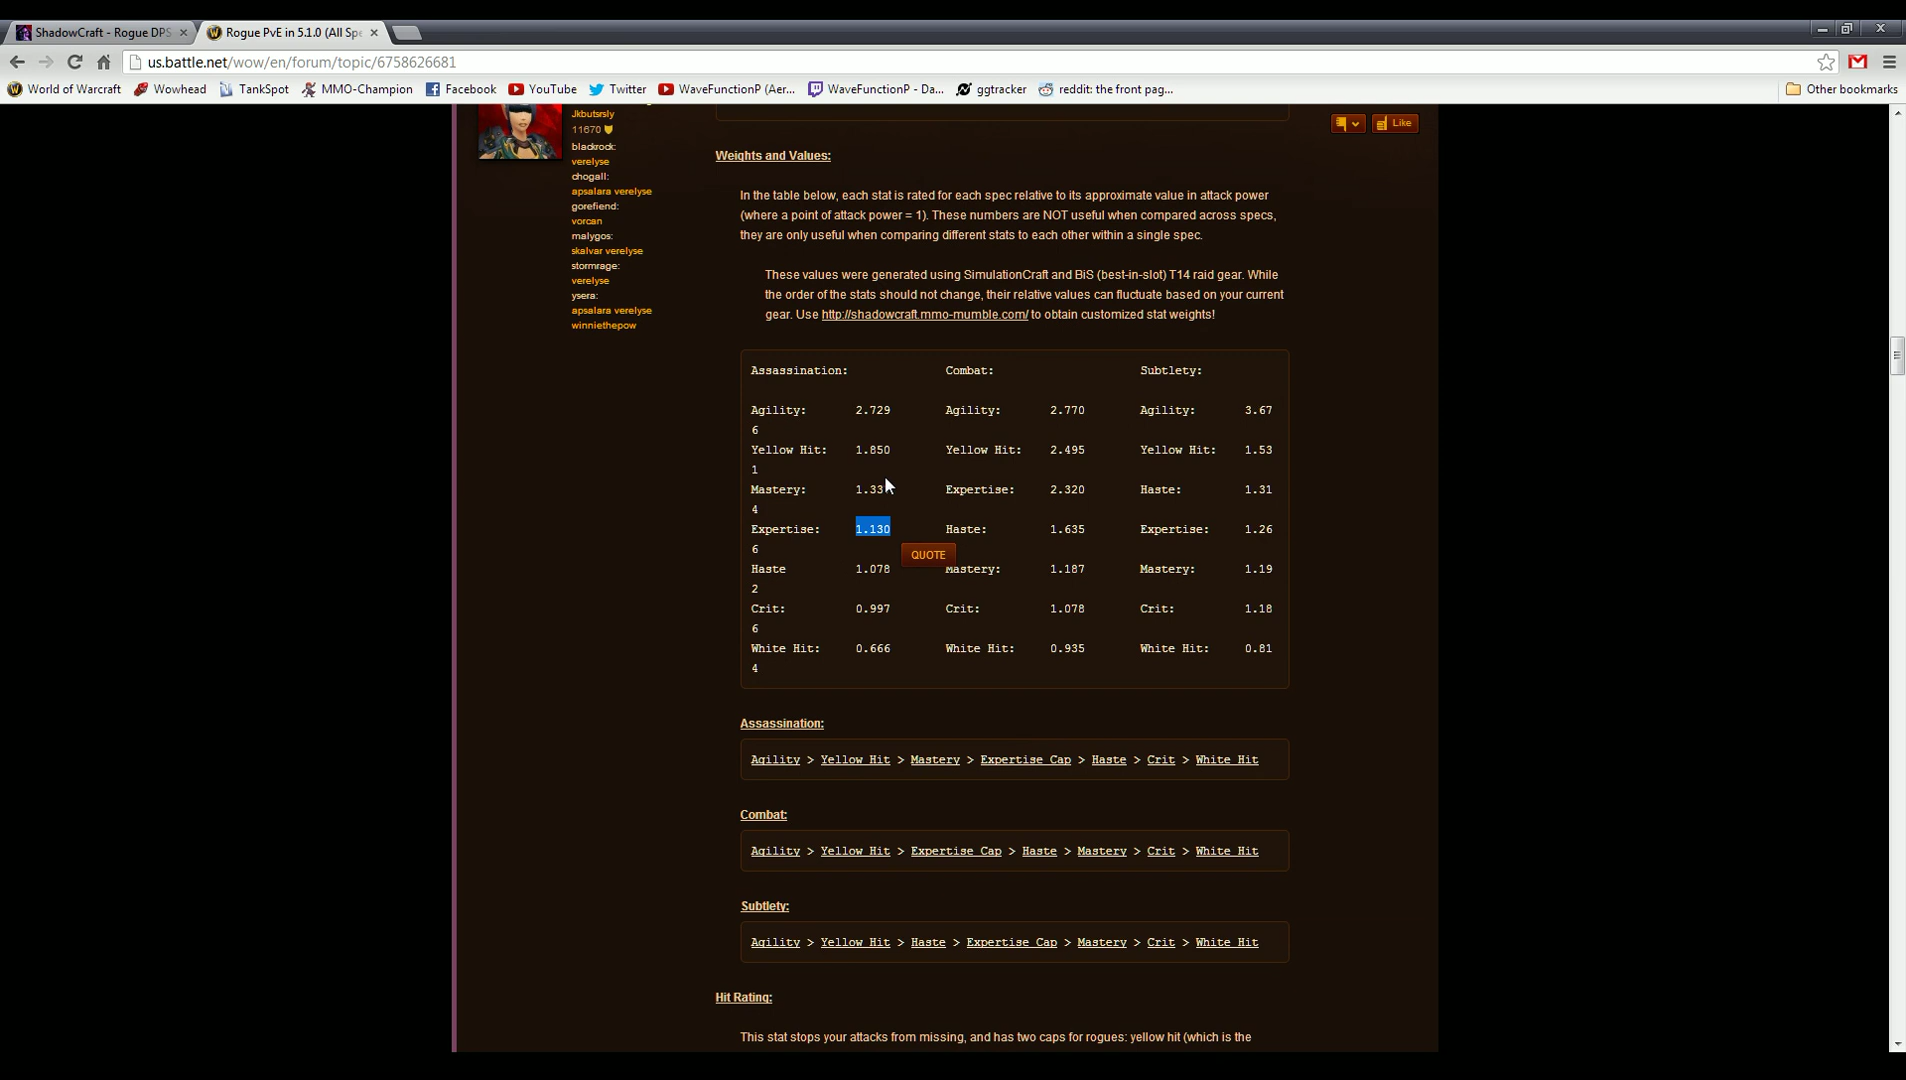 ShadowCraft - Rogue DPS
Rogue PvE in 5.1.0 (All Spe
us.battle.net/wow/en/forum/topic/6758626681
World of Warcraft Wowhead TankSpot MMO-Champion Facebook YouTube Twitter WaveFunctionP (Aer... WaveFunctionP - Da... ggtracker reddit: the front pag... Other bookmarks
Jkbutsrsly
11670
blackrock:
verelyse
chogall:
apsalara verelyse
gorefiend:
vorcan
malygos:
skalvar verelyse
stormrage:
verelyse
ysera:
apsalara verelyse
winniethepow
Like
Weights and Values:
In the table below, each stat is rated for each spec relative to its approximate value in attack power
(where a point of attack power = 1). These numbers are NOT useful when compared across specs,
they are only useful when comparing different stats to each other within a single spec.
These values were generated using SimulationCraft and BiS (best-in-slot) T14 raid gear. While
the order of the stats should not change, their relative values can fluctuate based on your current
gear. Use http://shadowcraft.mmo-mumble.com/ to obtain customized stat weights!
Assassination: Combat: Subtlety:
Agility: 2.729 Agility: 2.770 Agility: 3.67
6
Yellow Hit: 1.850 Yellow Hit: 2.495 Yellow Hit: 1.53
1
Mastery: 1.33 Expertise: 2.320 Haste: 1.31
4
Expertise: 1.130 Haste: 1.635 Expertise: 1.26
6
QUOTE
Haste 1.078 Mastery: 1.187 Mastery: 1.19
2
Crit: 0.997 Crit: 1.078 Crit: 1.18
6
White Hit: 0.666 White Hit: 0.935 White Hit: 0.81
4
Assassination:
Agility > Yellow Hit > Mastery > Expertise Cap > Haste > Crit > White Hit
Combat:
Agility > Yellow Hit > Expertise Cap > Haste > Mastery > Crit > White Hit
Subtlety:
Agility > Yellow Hit > Haste > Expertise Cap > Mastery > Crit > White Hit
Hit Rating:
This stat stops your attacks from missing, and has two caps for rogues: yellow hit (which is the